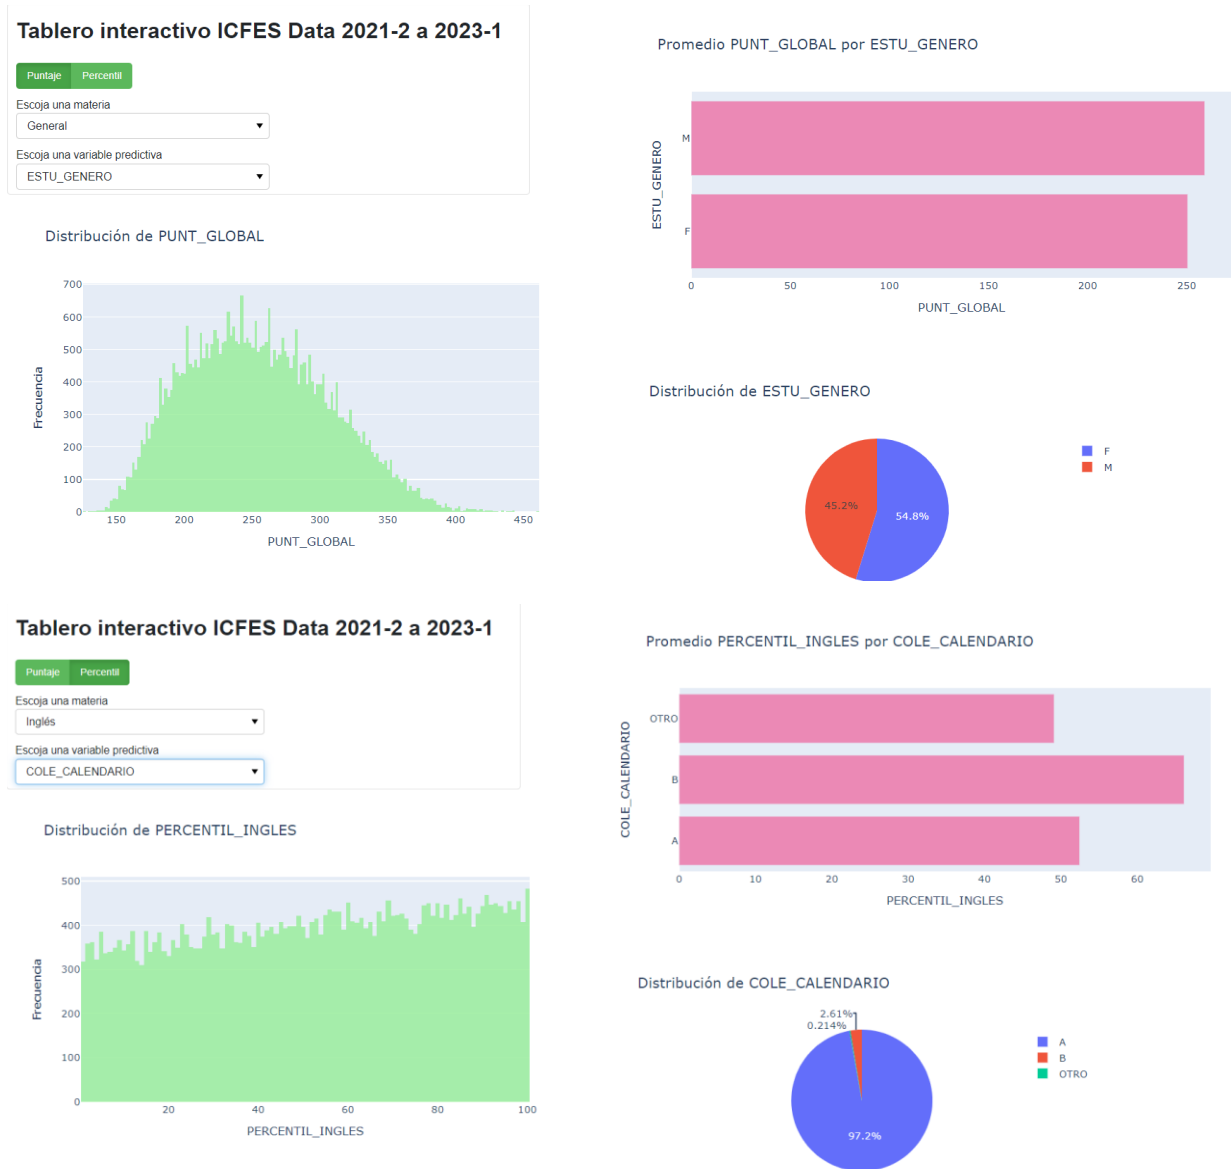 Tablero interactivo ICFES Data 2021-2 a 2023-1
Puntaje
Percentil
Escoja una materia
General
Escoja una variable predictiva
ESTU_GENERO
Distribución de PUNT_GLOBAL
700
600
500
400
300
200
100
0
Frecuencia
150
200
250
300
350
400
450
PUNT_GLOBAL
Promedio PUNT_GLOBAL por ESTU_GENERO
M
F
ESTU_GENERO
0
50
100
150
200
250
PUNT_GLOBAL
Distribución de ESTU_GENERO
45.2%
54.8%
F
M
Tablero interactivo ICFES Data 2021-2 a 2023-1
Puntaje
Percentil
Escoja una materia
Inglés
Escoja una variable predictiva
COLE_CALENDARIO
Distribución de PERCENTIL_INGLES
500
400
300
200
100
0
Frecuencia
20
40
60
80
100
PERCENTIL_INGLES
Promedio PERCENTIL_INGLES por COLE_CALENDARIO
OTRO
B
A
COLE_CALENDARIO
0
10
20
30
40
50
60
PERCENTIL_INGLES
Distribución de COLE_CALENDARIO
2.61%
0.214%
97.2%
A
B
OTRO